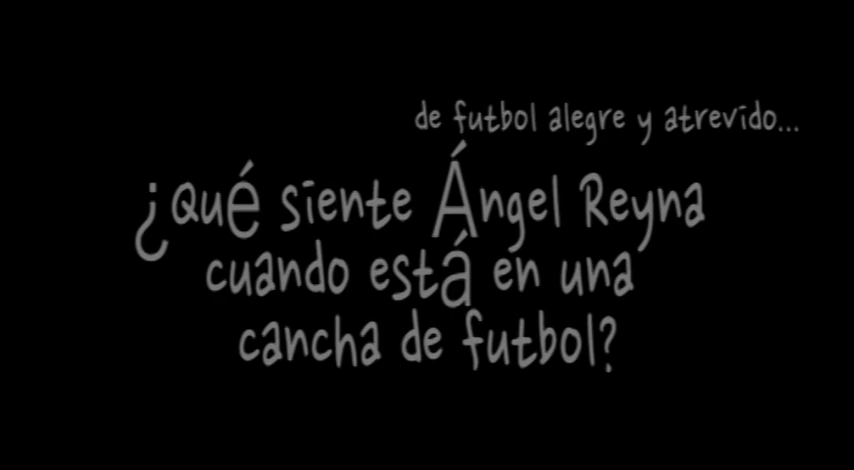 de futbol alegre y atrevido...
¿Qué siente Ángel Reyna
cuando está en una
cancha de futbol?